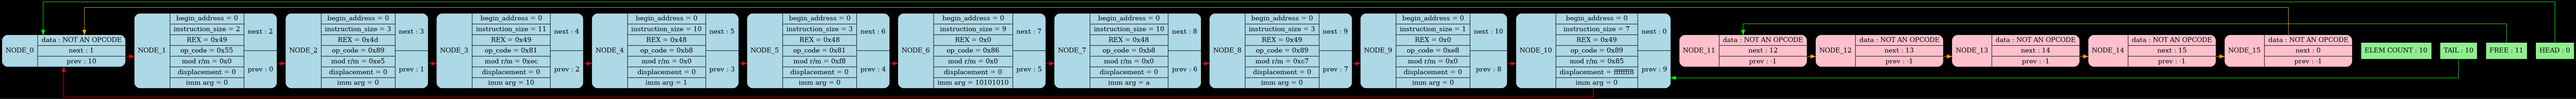 NODE_0
data : NOT AN OPCODE
next : 1
prev : 10
NODE_1
begin_address = 0
instruction_size = 2
REX = 0x49
op_code = 0x55
mod r/m = 0x0
displacement = 0
imm arg = 0
next : 2
prev : 0
NODE_2
begin_address = 0
instruction_size = 3
REX = 0x4d
op_code = 0x89
mod r/m = 0xe5
displacement = 0
imm arg = 0
next : 3
prev : 1
NODE_3
begin_address = 0
instruction_size = 11
REX = 0x49
op_code = 0x81
mod r/m = 0xec
displacement = 0
imm arg = 10
next : 4
prev : 2
NODE_4
begin_address = 0
instruction_size = 10
REX = 0x48
op_code = 0xb8
mod r/m = 0x0
displacement = 0
imm arg = 1
next : 5
prev : 3
NODE_5
begin_address = 0
instruction_size = 3
REX = 0x48
op_code = 0x81
mod r/m = 0xf8
displacement = 0
imm arg = 0
next : 6
prev : 4
NODE_6
begin_address = 0
instruction_size = 9
REX = 0x0
op_code = 0x86
mod r/m = 0x0
displacement = 0
imm arg = 10101010
next : 7
prev : 5
NODE_7
begin_address = 0
instruction_size = 10
REX = 0x48
op_code = 0xb8
mod r/m = 0x0
displacement = 0
imm arg = a
next : 8
prev : 6
NODE_8
begin_address = 0
instruction_size = 3
REX = 0x49
op_code = 0x89
mod r/m = 0xc7
displacement = 0
imm arg = 0
next : 9
prev : 7
NODE_9
begin_address = 0
instruction_size = 1
REX = 0x0
op_code = 0xe8
mod r/m = 0x0
displacement = 0
imm arg = 0
next : 10
prev : 8
NODE_10
begin_address = 0
instruction_size = 7
REX = 0x49
op_code = 0x89
mod r/m = 0x85
displacement = fffffff8
imm arg = 0
next : 0
prev : 9
NODE_11
data : NOT AN OPCODE
next : 12
prev : -1
NODE_12
data : NOT AN OPCODE
next : 13
prev : -1
NODE_13
data : NOT AN OPCODE
next : 14
prev : -1
NODE_14
data : NOT AN OPCODE
next : 15
prev : -1
NODE_15
data : NOT AN OPCODE
next : 0
prev : -1
ELEM COUNT : 10
TAIL : 10
FREE : 11
HEAD : 0